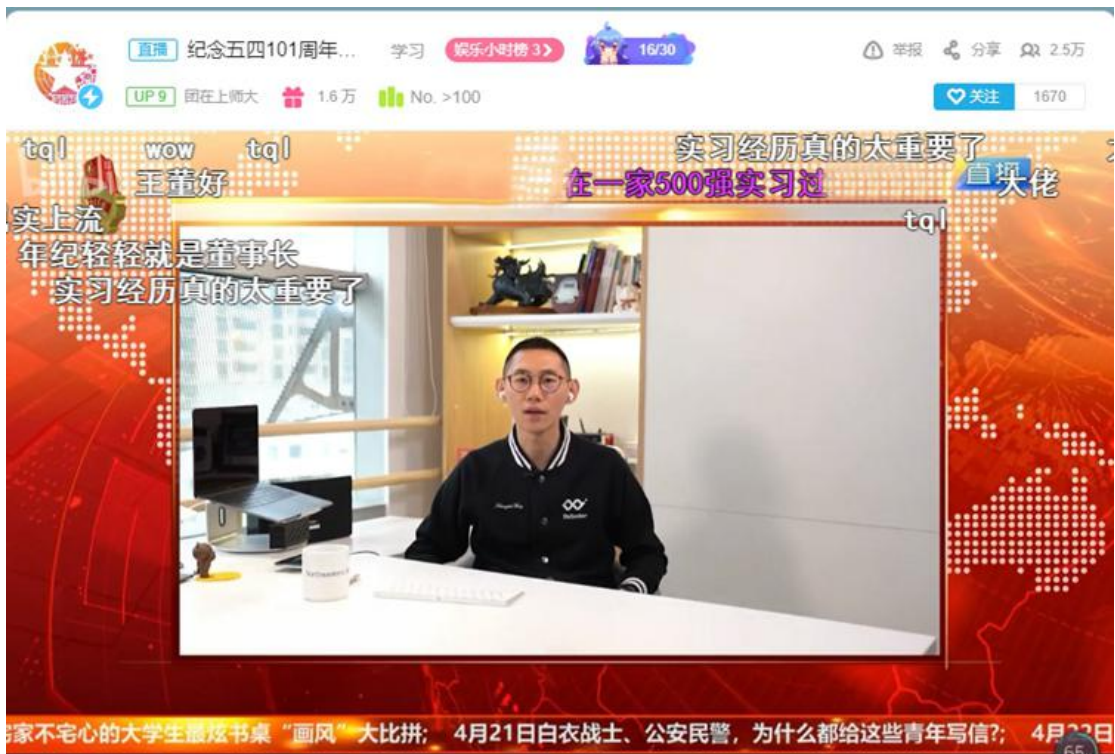 直播 纪念五四101周年... 学习 娱乐小时榜 3> 16/30 举报 分享 2.5万
UP 9 团在上师大 1.6万 No. >100 关注 1670
tql wow tql 实习经历真的太重要了
王董好 在一家500强实习过 直播 大佬
实上流 tql
年纪轻轻就是董事长
实习经历真的太重要了
家不宅心的大学生最炫书桌“画风”大比拼; 4月21日白衣战士、公安民警，为什么都给这些青年写信?; 4月22日
65